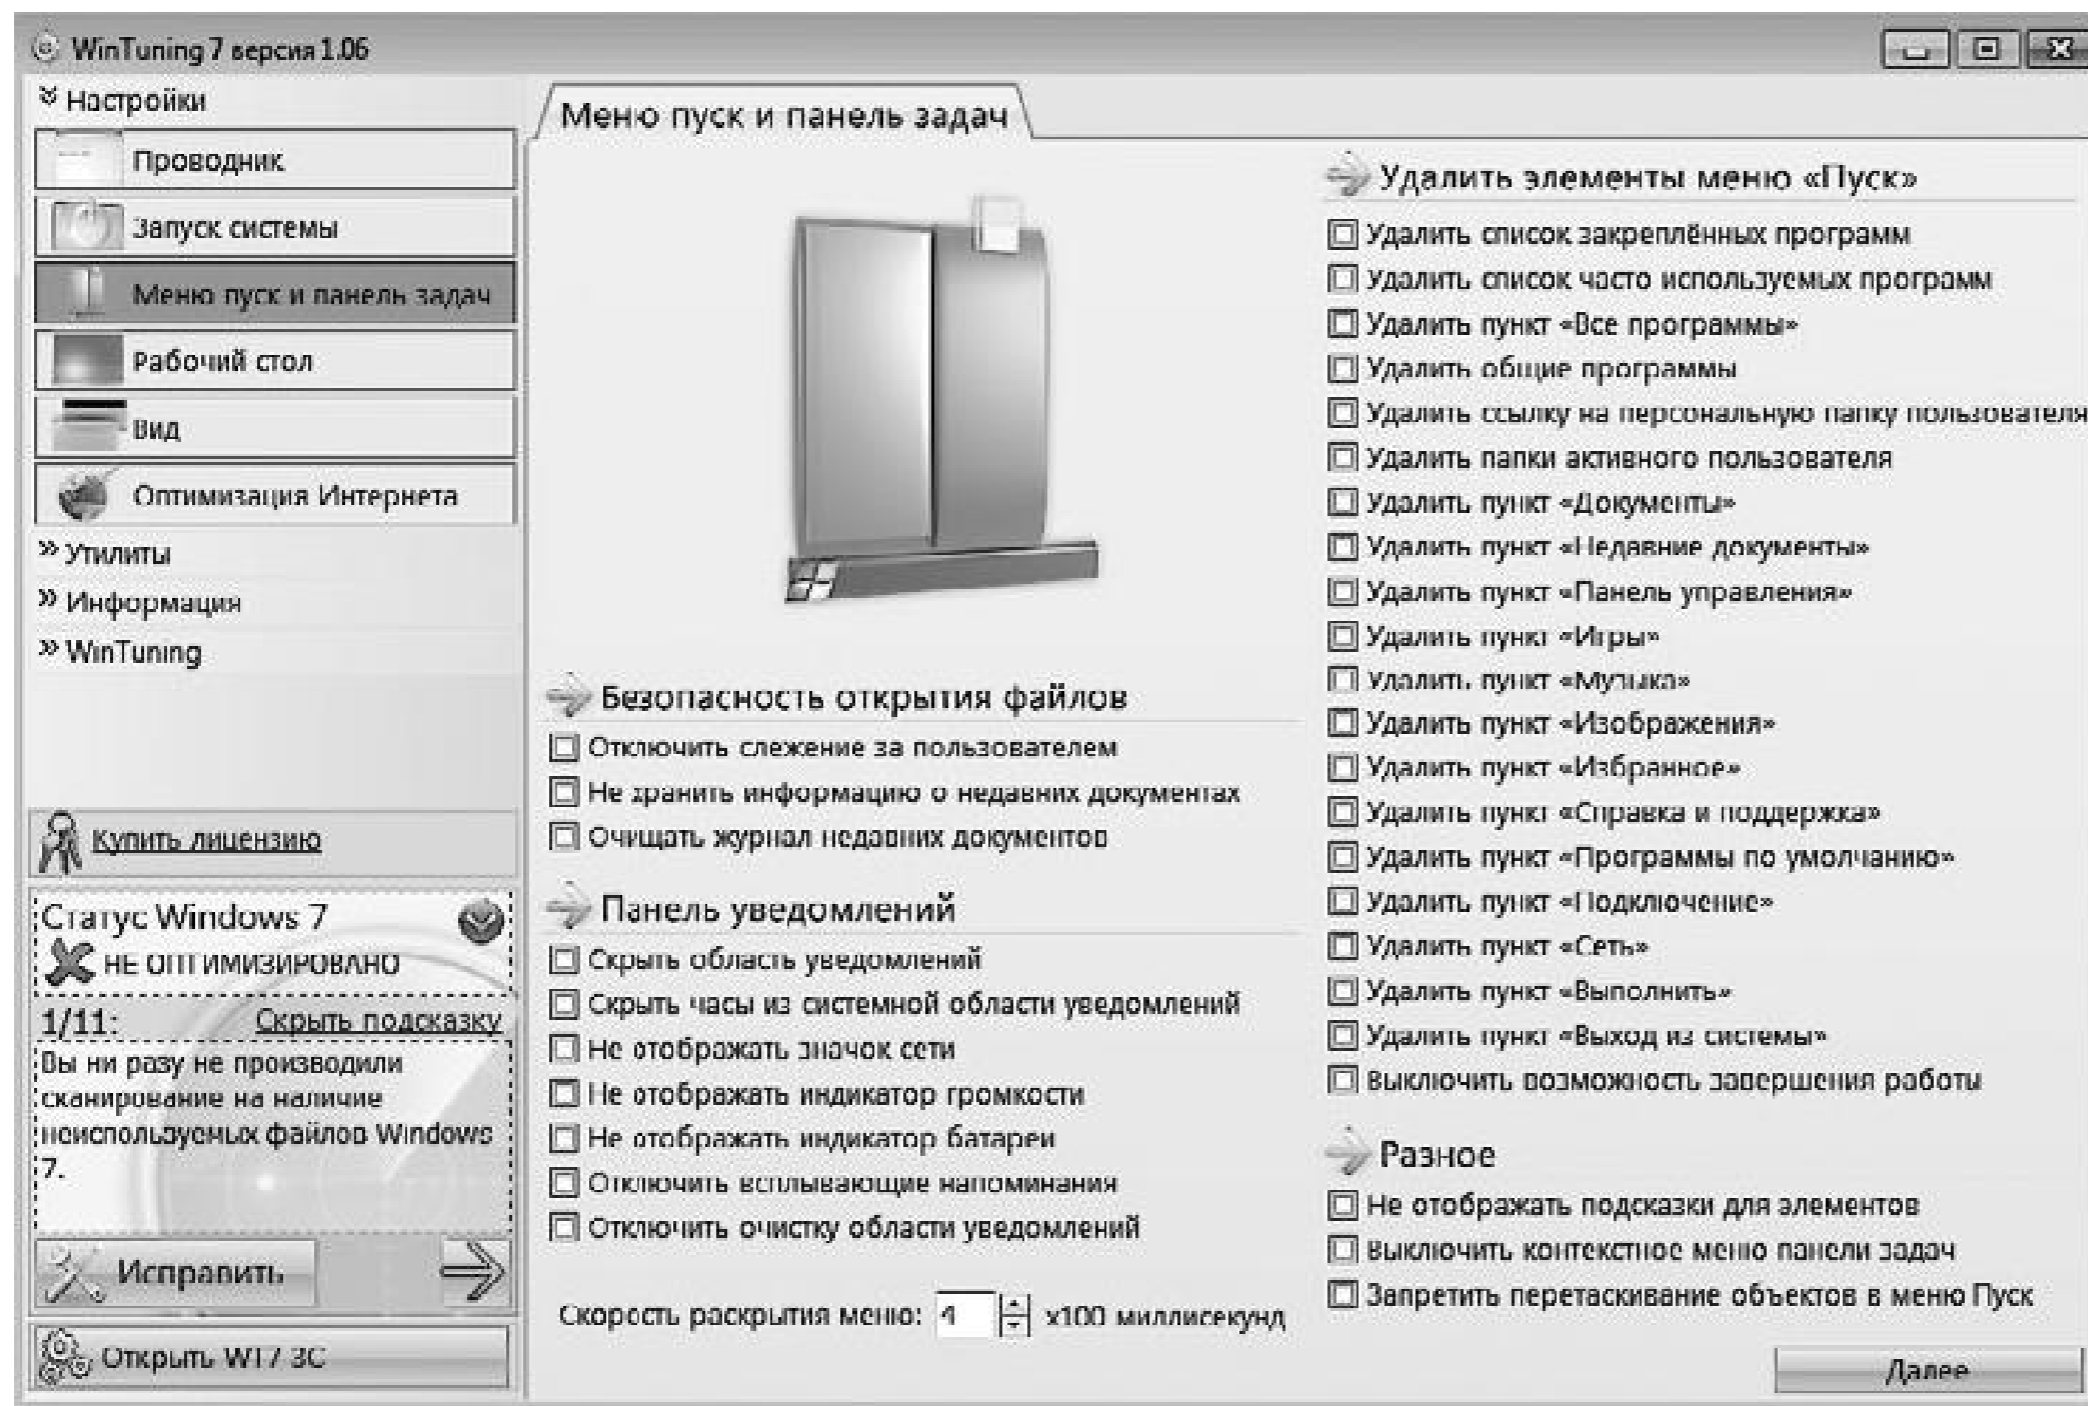 WinTuning 7 версия 1.06
Настройки
Проводник
Запуск системы
Меню пуск и панель задач
Рабочий стол
Вид
Оптимизация Интернета
Утилиты
Информация
WinTuning
Купить лицензию
Статус Windows 7
НЕ ОПТИМИЗИРОВАНО
1/11: Скрыть подсказку
Вы ни разу не производили
сканирование на наличие
неиспользуемых файлов Windows
7.
Исправить
Открыть WT7 ЗС
Меню пуск и панель задач
Безопасность открытия файлов
Отключить слежение за пользователем
Не хранить информацию о недавних документах
Очищать журнал недавних документов
Панель уведомлений
Скрыть область уведомлений
Скрыть часы из системной области уведомлений
Не отображать значок сети
Не отображать индикатор громкости
Не отображать индикатор батареи
Отключить всплывающие напоминания
Отключить очистку области уведомлений
Скорость раскрытия меню: 4 x100 миллисекунд
Удалить элементы меню «Пуск»
Удалить список закреплённых программ
Удалить список часто используемых программ
Удалить пункт «Все программы»
Удалить общие программы
Удалить ссылку на персональную папку пользователя
Удалить папки активного пользователя
Удалить пункт «Документы»
Удалить пункт «Недавние документы»
Удалить пункт «Панель управления»
Удалить пункт «Игры»
Удалить пункт «Музыка»
Удалить пункт «Изображения»
Удалить пункт «Избранное»
Удалить пункт «Справка и поддержка»
Удалить пункт «Программы по умолчанию»
Удалить пункт «Подключение»
Удалить пункт «Сеть»
Удалить пункт «Выполнить»
Удалить пункт «Выход из системы»
Выключить возможность завершения работы
Разное
Не отображать подсказки для элементов
Выключить контекстное меню панели задач
Запретить перетаскивание объектов в меню Пуск
Далее